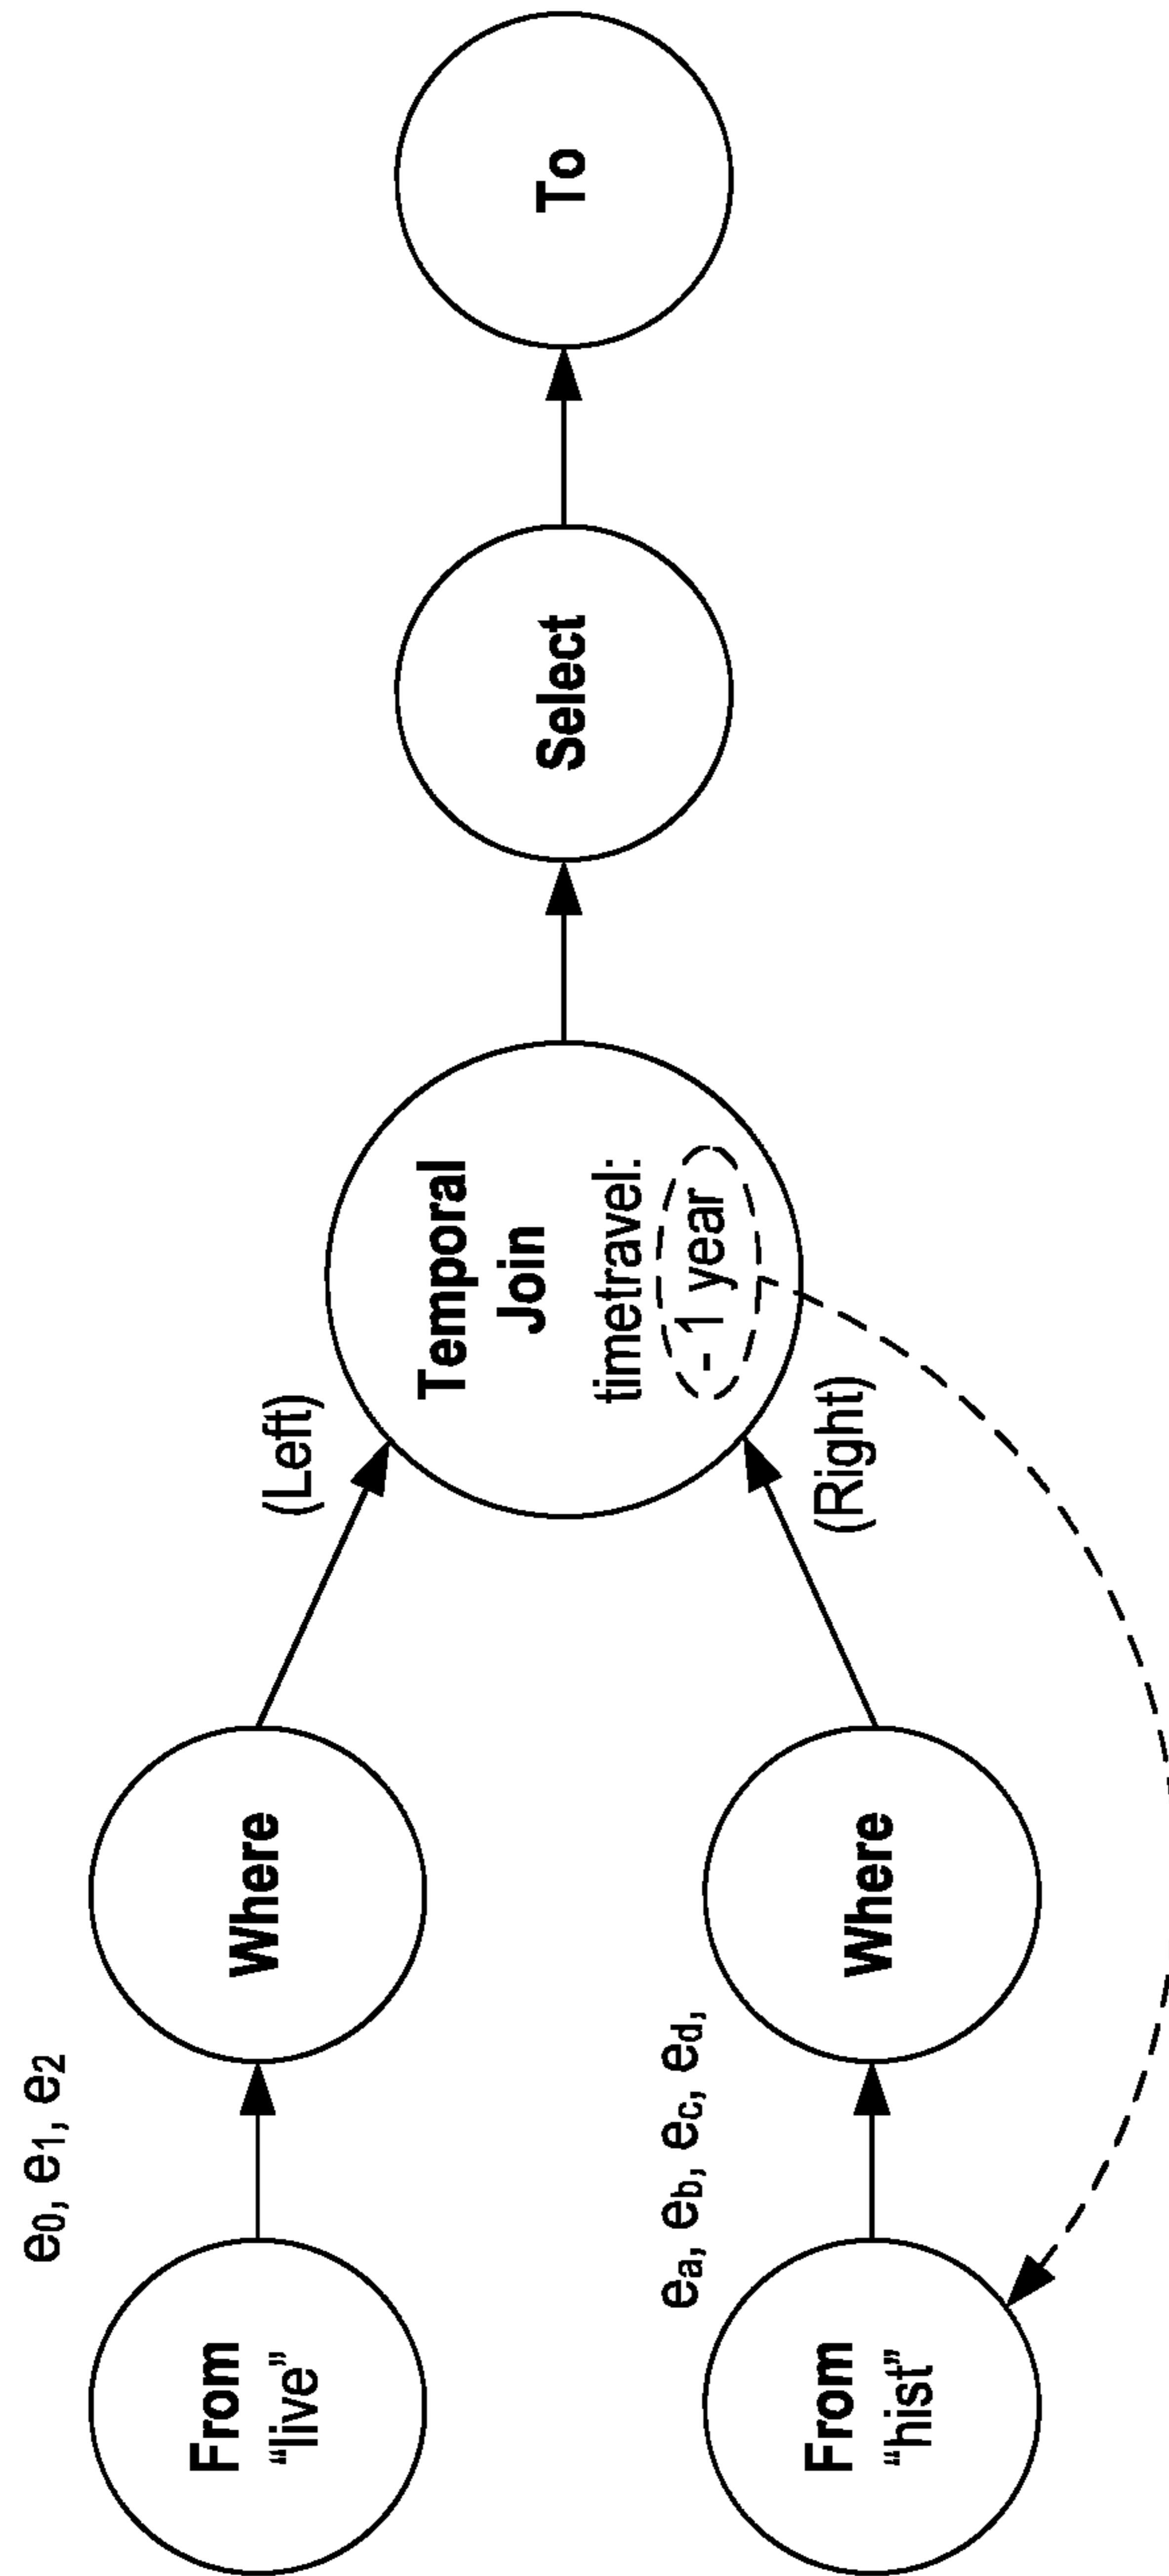 e0, e1, e2
From
“live”
Where
(Left)
ea, eb, ec, ed,
From
“hist”
Where
(Right)
Temporal
Join
timetravel:
- 1 year
Select
To